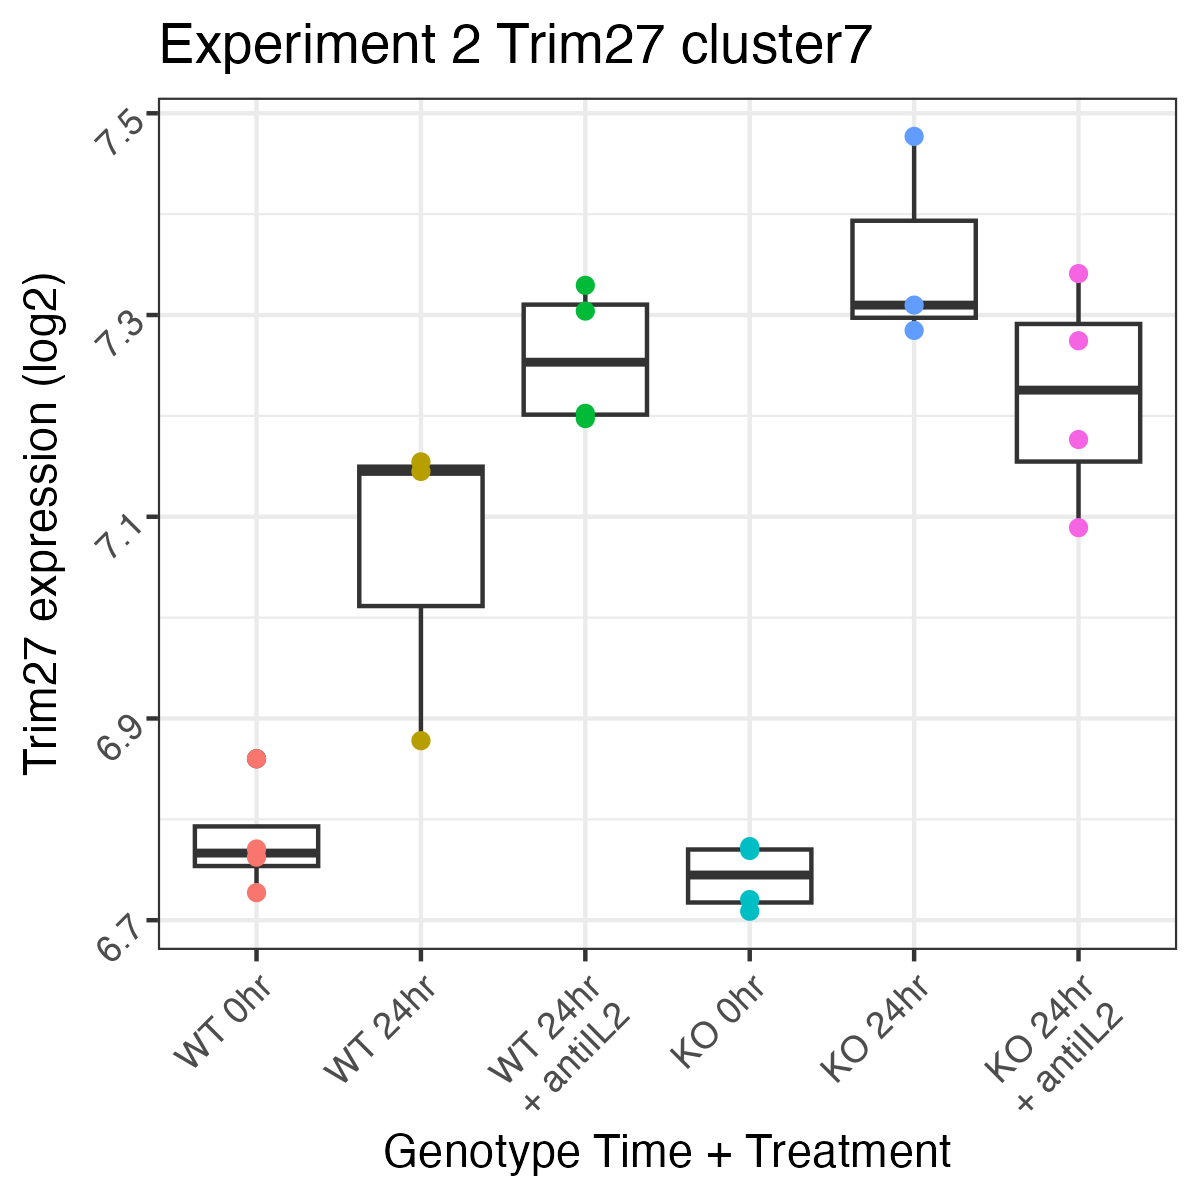 Experiment 2 Trim27 cluster7
Trim27 expression (log2)
7.5
7.3
7.1
6.9
6.7
WT 0hr
WT 24hr
WT 24hr
+ antiIL2
KO 0hr
KO 24hr
KO 24hr
+ antiIL2
Genotype Time + Treatment